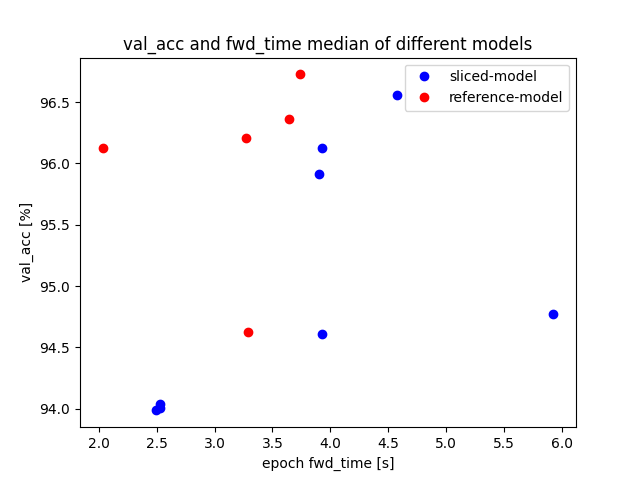 val_acc and fwd_time median of different models
sliced-model
reference-model
val_acc [%]
96.5
96.0
95.5
95.0
94.5
94.0
2.0 2.5 3.0 3.5 4.0 4.5 5.0 5.5 6.0
epoch fwd_time [s]